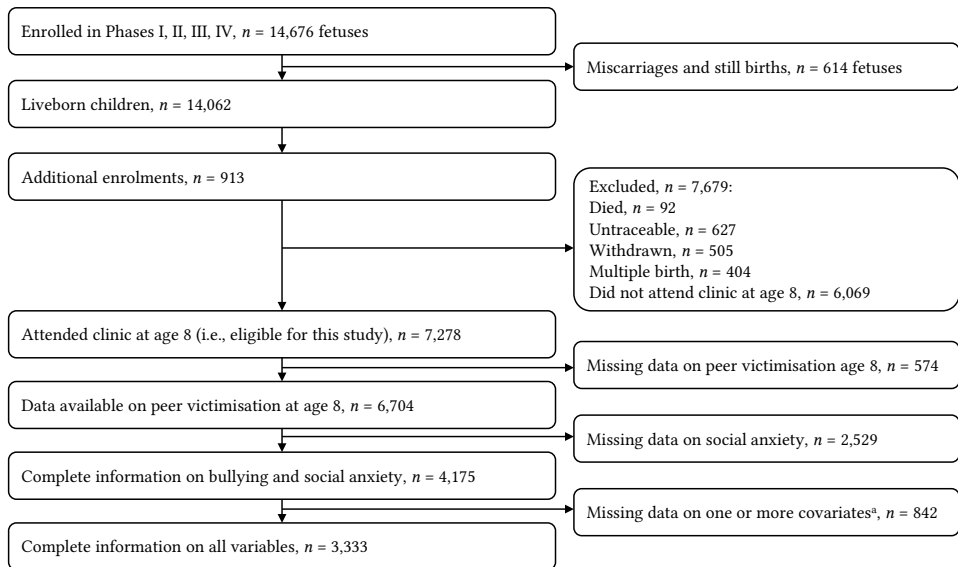 Enrolled in Phases I, II, III, IV, n = 14,676 fetuses
Miscarriages and still births, n = 614 fetuses
Liveborn children, n = 14,062
Additional enrolments, n = 913
Excluded, n = 7,679:
Died, n = 92
Untraceable, n = 627
Withdrawn, n = 505
Multiple birth, n = 404
Did not attend clinic at age 8, n = 6,069
Attended clinic at age 8 (i.e., eligible for this study), n = 7,278
Missing data on peer victimisation age 8, n = 574
Data available on peer victimisation at age 8, n = 6,704
Missing data on social anxiety, n = 2,529
Complete information on bullying and social anxiety, n = 4,175
Missing data on one or more covariatesᵃ, n = 842
Complete information on all variables, n = 3,333